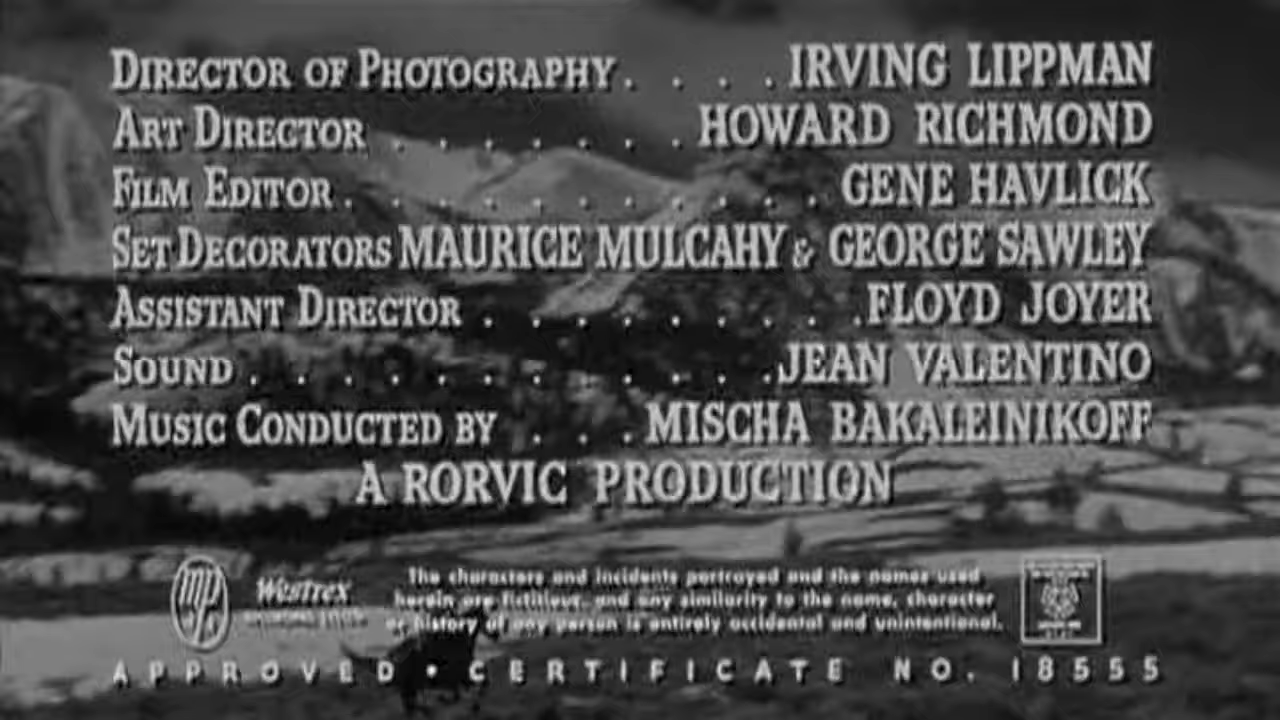 DIRECTOR OF PHOTOGRAPHY. . . . IRVING LIPPMAN
ART DIRECTOR . . . . . . . HOWARD RICHMOND
FILM EDITOR . . . . . . . . . . . GENE HAVLICK
SET DECORATORS MAURICE MULCAHY & GEORGE SAWLEY
ASSISTANT DIRECTOR . . . . . . . . . FLOYD JOYER
SOUND . . . . . . . . . . . . JEAN VALENTINO
MUSIC CONDUCTED BY . . . MISCHA BAKALEINIKOFF
A RORVIC PRODUCTION
Westrex
The characters and incidents portrayed and the names used
herein are fictitious, and any similarity to the name, character
or history of any person is entirely accidental and unintentional.
APPROVED • CERTIFICATE NO. 18555